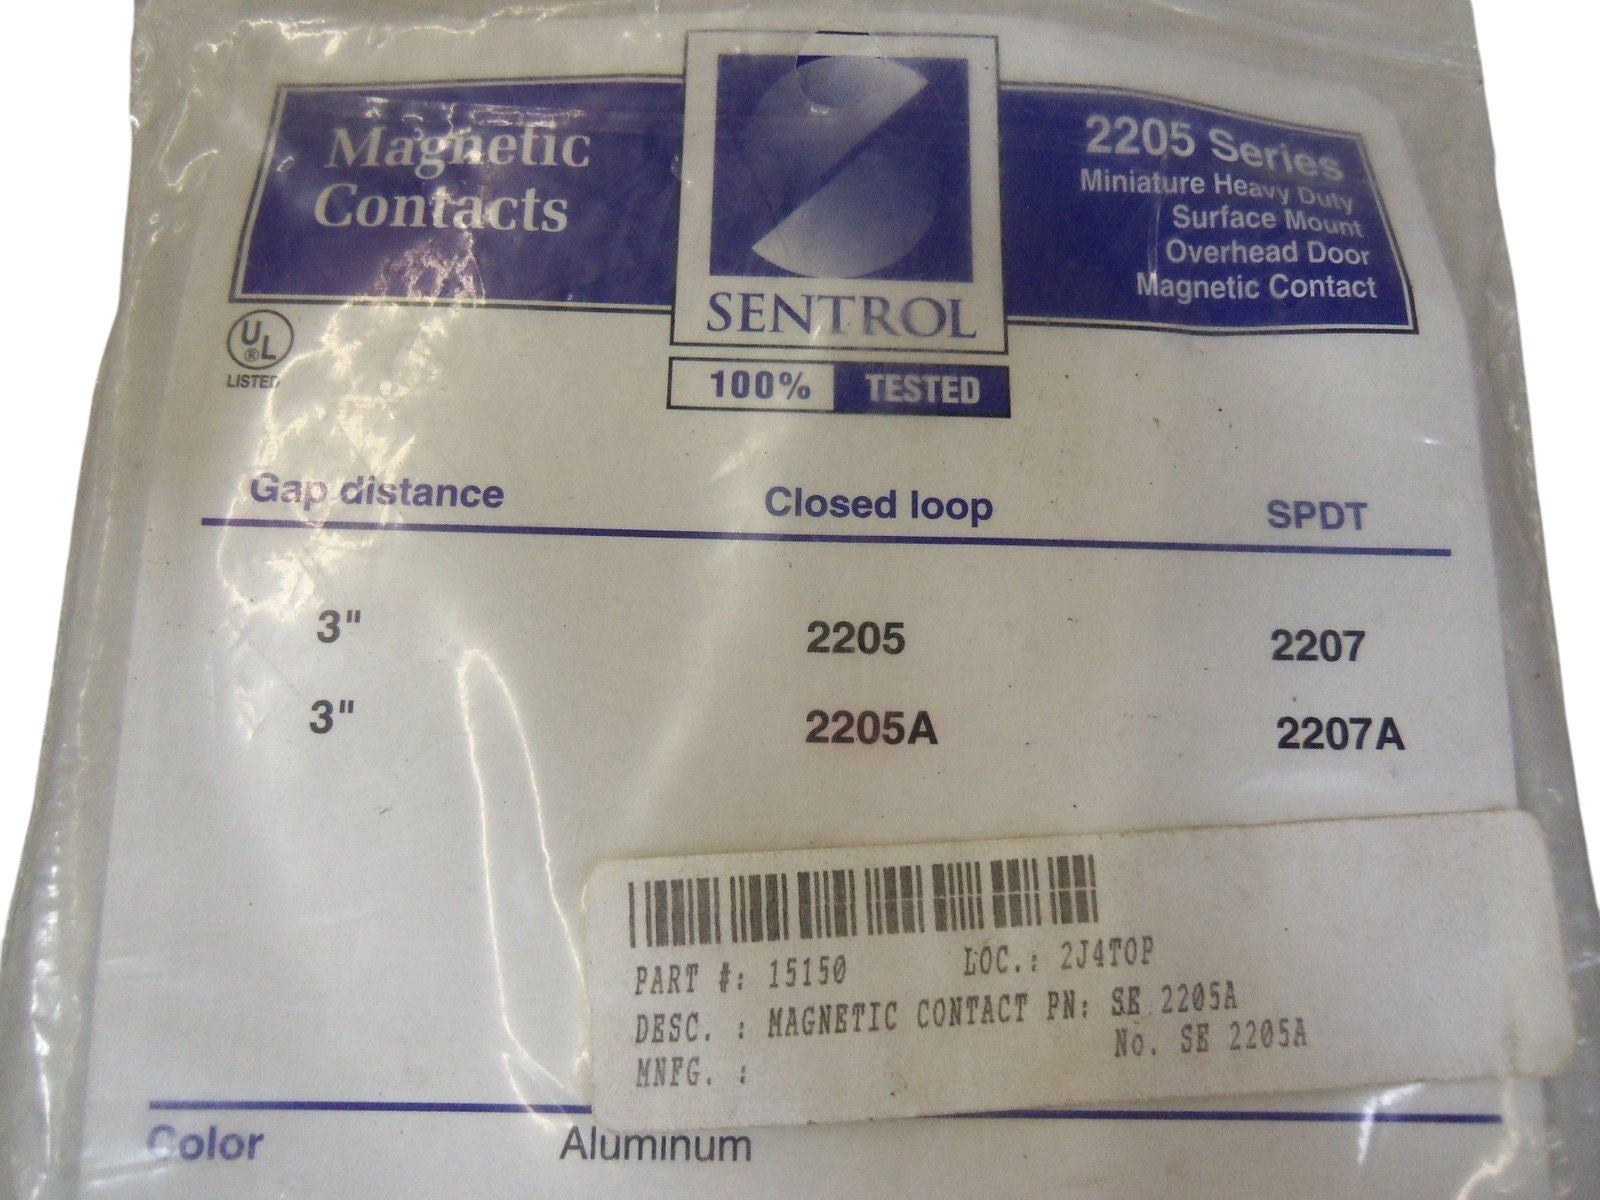 Magnetic
Contacts
SENTROL
100% TESTED
2205 Series
Miniature Heavy Duty
Surface Mount
Overhead Door
Magnetic Contact
UL
®
LISTED
Gap distance Closed loop SPDT
3" 2205 2207
3" 2205A 2207A
PART #: 15150 LOC.: 2J4TOP
DESC. : MAGNETIC CONTACT PN: SE 2205A
No. SE 2205A
MNFG. :
Color Aluminum